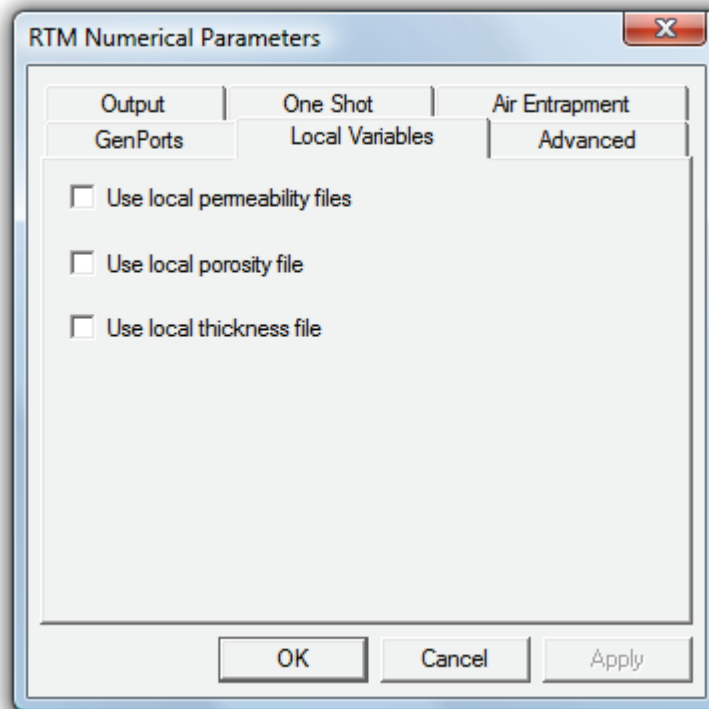 RTM Numerical Parameters
Output One Shot Air Entrapment
GenPorts Local Variables Advanced
Use local permeability files
Use local porosity file
Use local thickness file
OK Cancel Apply